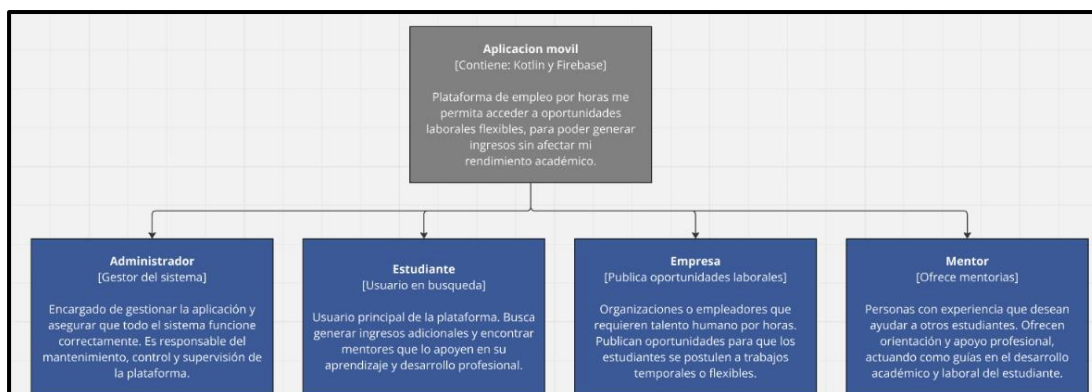 Aplicacion movil
[Contiene: Kotlin y Firebase]
Plataforma de empleo por horas me
permita acceder a oportunidades
laborales flexibles, para poder generar
ingresos sin afectar mi
rendimiento académico.
Administrador
[Gestor del sistema]
Encargado de gestionar la aplicación y
asegurar que todo el sistema funcione
correctamente. Es responsable del
mantenimiento, control y supervisión de
la plataforma.
Estudiante
[Usuario en busqueda]
Usuario principal de la plataforma. Busca
generar ingresos adicionales y encontrar
mentores que lo apoyen en su
aprendizaje y desarrollo profesional.
Empresa
[Publica oportunidades laborales]
Organizaciones o empleadores que
requieren talento humano por horas.
Publican oportunidades para que los
estudiantes se postulen a trabajos
temporales o flexibles.
Mentor
[Ofrece mentorias]
Personas con experiencia que desean
ayudar a otros estudiantes. Ofrecen
orientación y apoyo profesional,
actuando como guías en el desarrollo
académico y laboral del estudiante.